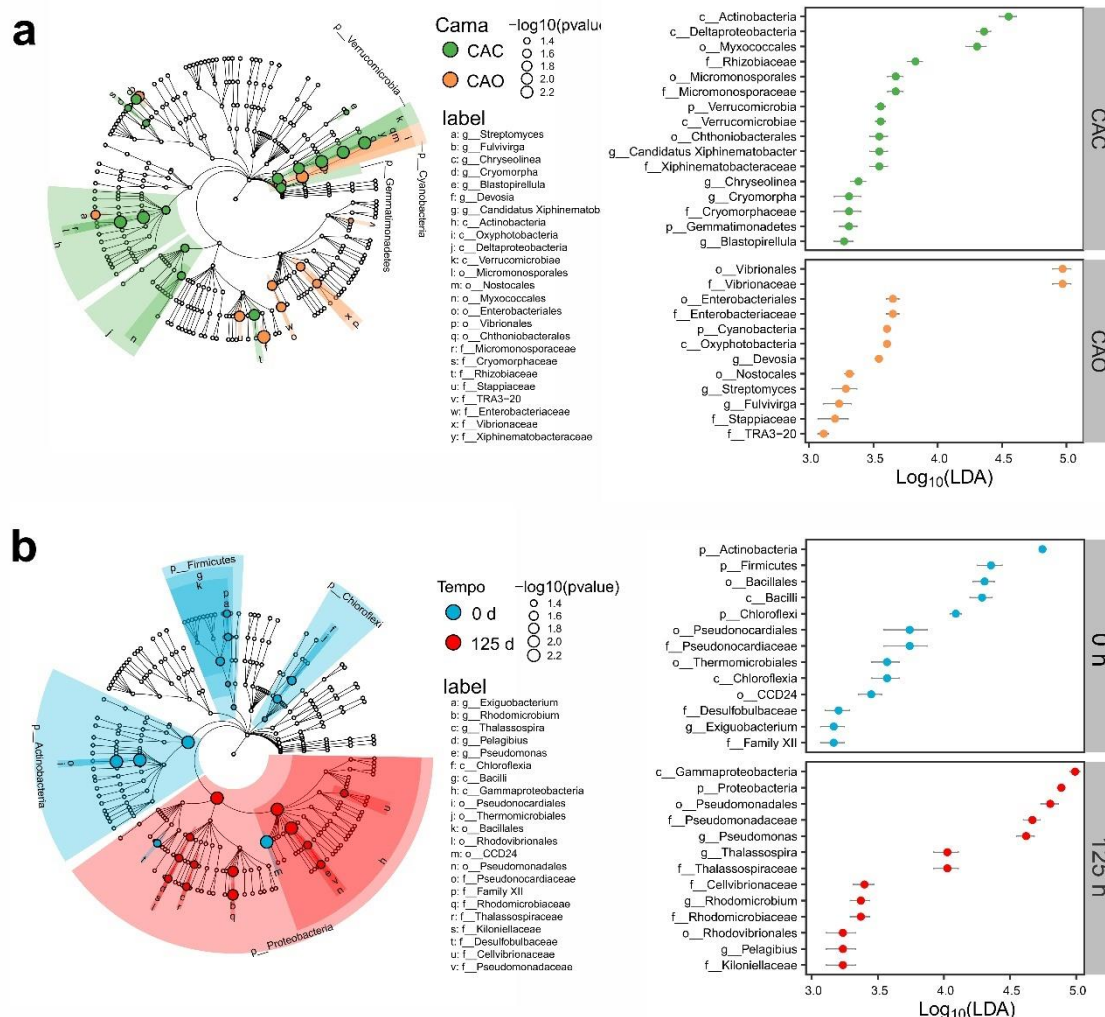 a
Cama
CAC
CAO
−log10(pvalu
1.4
1.6
1.8
2.0
2.2
label
a: g__Streptomyces
b: g__Fulvivirga
c: g__Chryseolinea
d: g__Cryomorpha
e: g__Blastopirellula
f: g__Devosia
g: g__Candidatus Xiphinematob
h: c__Actinobacteria
i: c__Oxyphotobacteria
j: c__Deltaproteobacteria
k: c__Verrucomicrobiae
l: o__Micromonosporales
m: o__Nostocales
n: o__Myxococcales
o: o__Enterobacteriales
p: o__Vibrionales
q: o__Chthoniobacterales
r: f__Micromonosporaceae
s: f__Cryomorphaceae
t: f__Rhizobiaceae
u: f__Stappiaceae
v: f__TRA3−20
w: f__Enterobacteriaceae
x: f__Vibrionaceae
y: f__Xiphinematobacteraceae
p__Verrucomicrobia
p__Cyanobacteria
p__Gemmatimonadetes
k
m
i
h
j
n
t
w
x
p
c__Actinobacteria
c__Deltaproteobacteria
o__Myxococcales
f__Rhizobiaceae
o__Micromonosporales
f__Micromonosporaceae
p__Verrucomicrobia
c__Verrucomicrobiae
o__Chthoniobacterales
g__Candidatus Xiphinematobacter
f__Xiphinematobacteraceae
g__Chryseolinea
g__Cryomorpha
f__Cryomorphaceae
p__Gemmatimonadetes
g__Blastopirellula
CAC
o__Vibrionales
f__Vibrionaceae
o__Enterobacteriales
f__Enterobacteriaceae
p__Cyanobacteria
c__Oxyphotobacteria
g__Devosia
o__Nostocales
g__Streptomyces
g__Fulvivirga
f__Stappiaceae
f__TRA3−20
CAO
3.0 3.5 4.0 4.5 5.0
Log10(LDA)
b
Tempo
0 d
125 d
−log10(pvalue)
1.4
1.6
1.8
2.0
2.2
label
a: g__Exiguobacterium
b: g__Rhodomicrobium
c: g__Thalassospira
d: g__Pelagibius
e: g__Pseudomonas
f: c__Chloroflexia
g: c__Bacilli
h: c__Gammaproteobacteria
i: o__Pseudonocardiales
j: o__Thermomicrobiales
k: o__Bacillales
l: o__Rhodovibrionales
m: o__CCD24
n: o__Pseudomonadales
o: f__Pseudonocardiaceae
p: f__Family XII
q: f__Rhodomicrobiaceae
r: f__Thalassospiraceae
s: f__Kiloniellaceae
t: f__Desulfobulbaceae
u: f__Cellvibrionaceae
v: f__Pseudomonadaceae
p__Firmicutes
g
k
p
a
p__Chloroflexi
p__Actinobacteria
p__Proteobacteria
h
u
m
b
q
p__Actinobacteria
p__Firmicutes
o__Bacillales
c__Bacilli
p__Chloroflexi
o__Pseudonocardiales
f__Pseudonocardiaceae
o__Thermomicrobiales
c__Chloroflexia
o__CCD24
f__Desulfobulbaceae
g__Exiguobacterium
f__Family XII
0 h
c__Gammaproteobacteria
p__Proteobacteria
o__Pseudomonadales
f__Pseudomonadaceae
g__Pseudomonas
g__Thalassospira
f__Thalassospiraceae
f__Cellvibrionaceae
g__Rhodomicrobium
f__Rhodomicrobiaceae
o__Rhodovibrionales
g__Pelagibius
f__Kiloniellaceae
125 h
3.0 3.5 4.0 4.5 5.0
Log10(LDA)